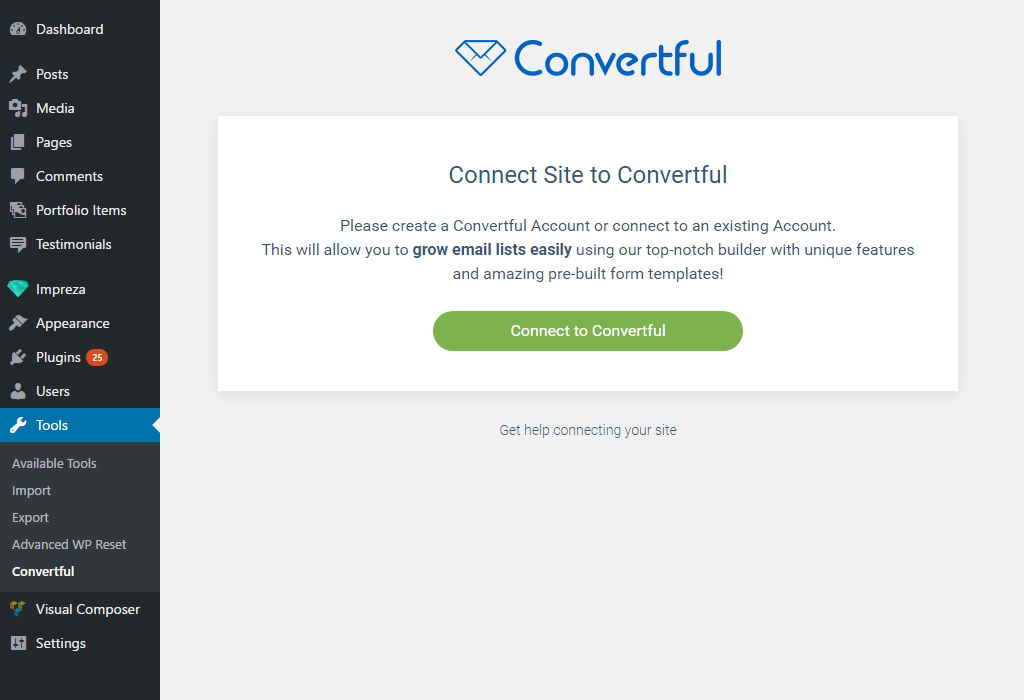 Dashboard
Posts
Media
Pages
Comments
Portfolio Items
Testimonials
Impreza
Appearance
Plugins 25
Users
Tools
Available Tools
Import
Export
Advanced WP Reset
Convertful
Visual Composer
Settings
Convertful
Connect Site to Convertful
Please create a Convertful Account or connect to an existing Account.
This will allow you to grow email lists easily using our top-notch builder with unique features
and amazing pre-built form templates!
Connect to Convertful
Get help connecting your site